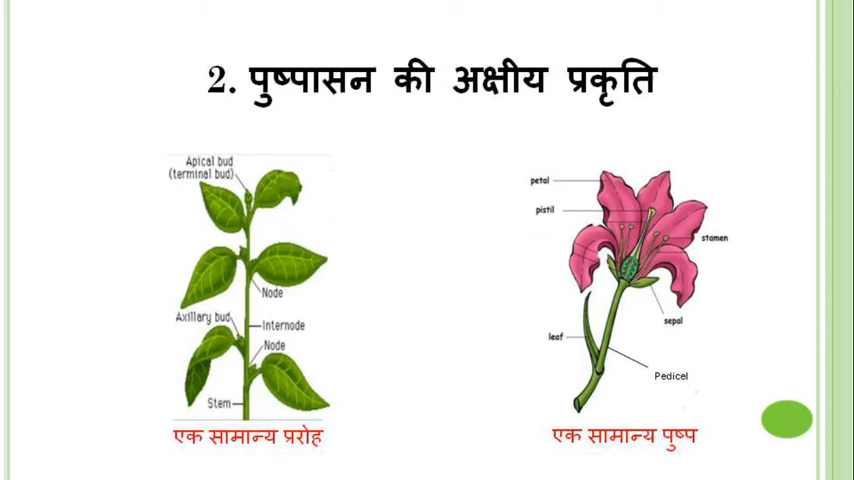 2. पुष्पासन की अक्षीय प्रकृति
Apical bud
(terminal bud)
Node
Axillary bud
Internode
Node
Stem
एक सामान्य प्ररोह
petal
pistil
stamen
sepal
leaf
Pedicel
एक सामान्य पुष्प